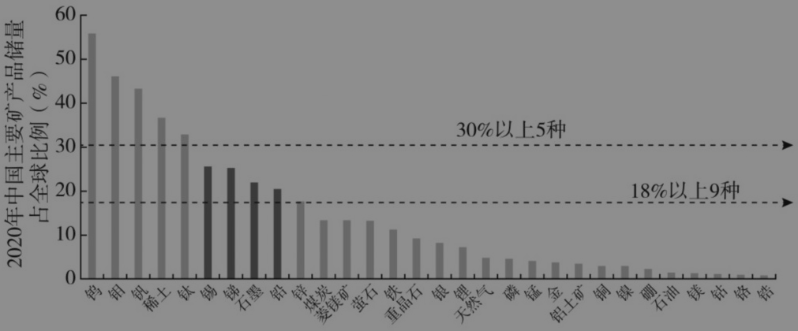 2020年中国主要矿产品储量
占全球比例(%)
60
50
40
30
20
10
0
30%以上5种
18%以上9种
钨
钼
钒
稀土
钛
锡
锑
石墨
铅
锌
煤炭
菱镁矿
萤石
铁
重晶石
银
锂
天然气
磷
锰
金
铝土矿
铜
镍
硼
石油
镁
钴
铬
锆